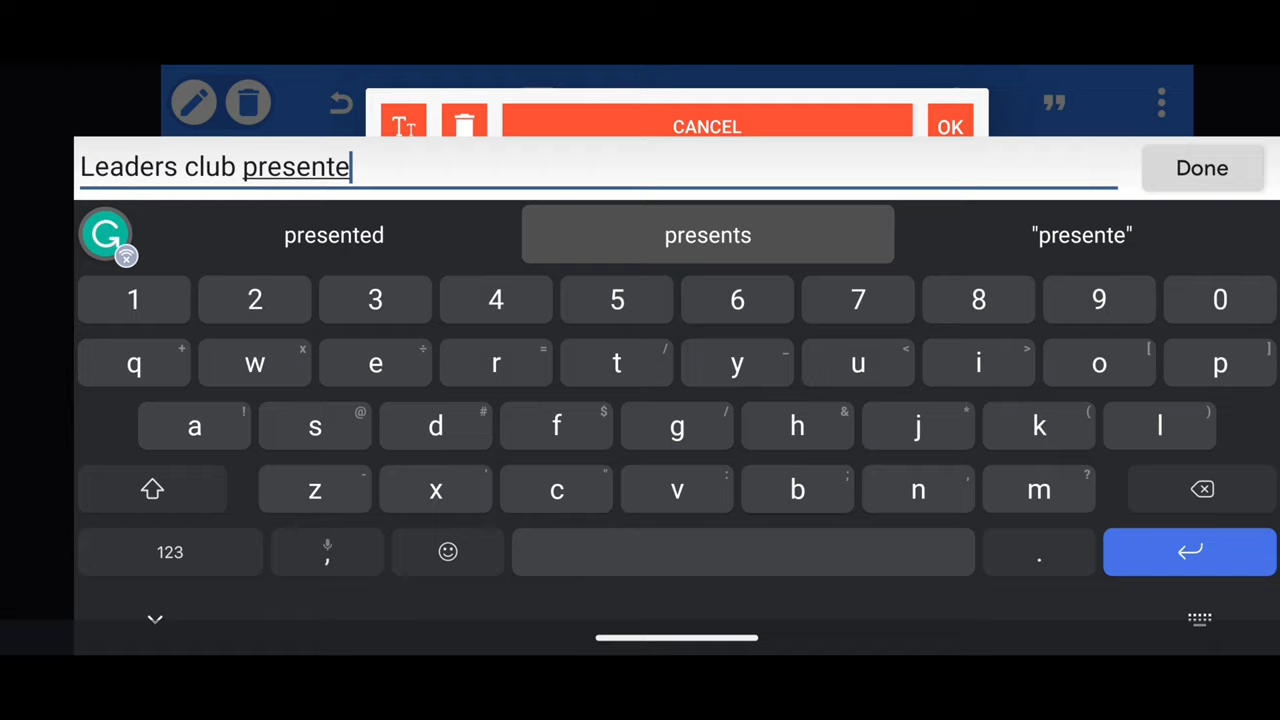 Tт CANCEL OK
Leaders club presente Done
presented presents "presente"
1 2 3 4 5 6 7 8 9 0
q + w x e ÷ r = t / y _ u < i > o [ p ]
a ! s @ d # f $ g / h & j * k ( l )
z - x ' c " v : b ; n , m ?
123 , .